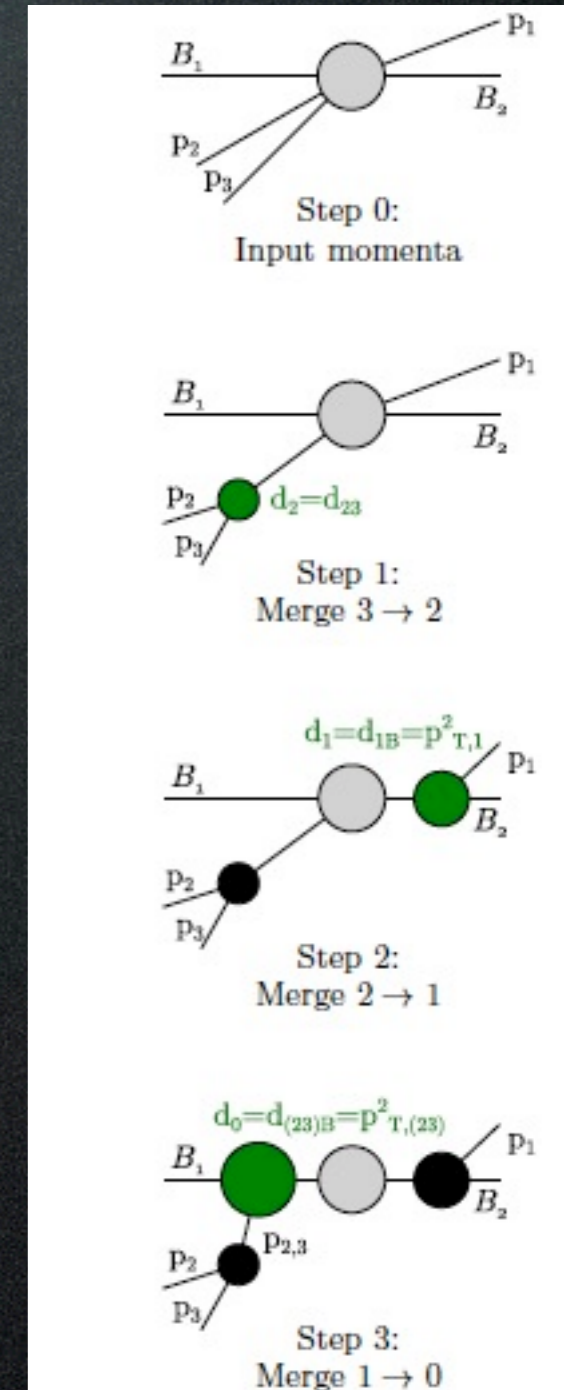 p₁
B₁
B₂
p₂
p₃
Step 0:
Input momenta
p₁
B₁
B₂
p₂
d₂=d₂₃
p₃
Step 1:
Merge 3 → 2
d₁=d₁B=p²T,1
p₁
B₁
B₂
p₂
p₃
Step 2:
Merge 2 → 1
d₀=d(23)B=p²T,(23)
p₁
B₁
B₂
p₂,₃
p₂
p₃
Step 3:
Merge 1 → 0